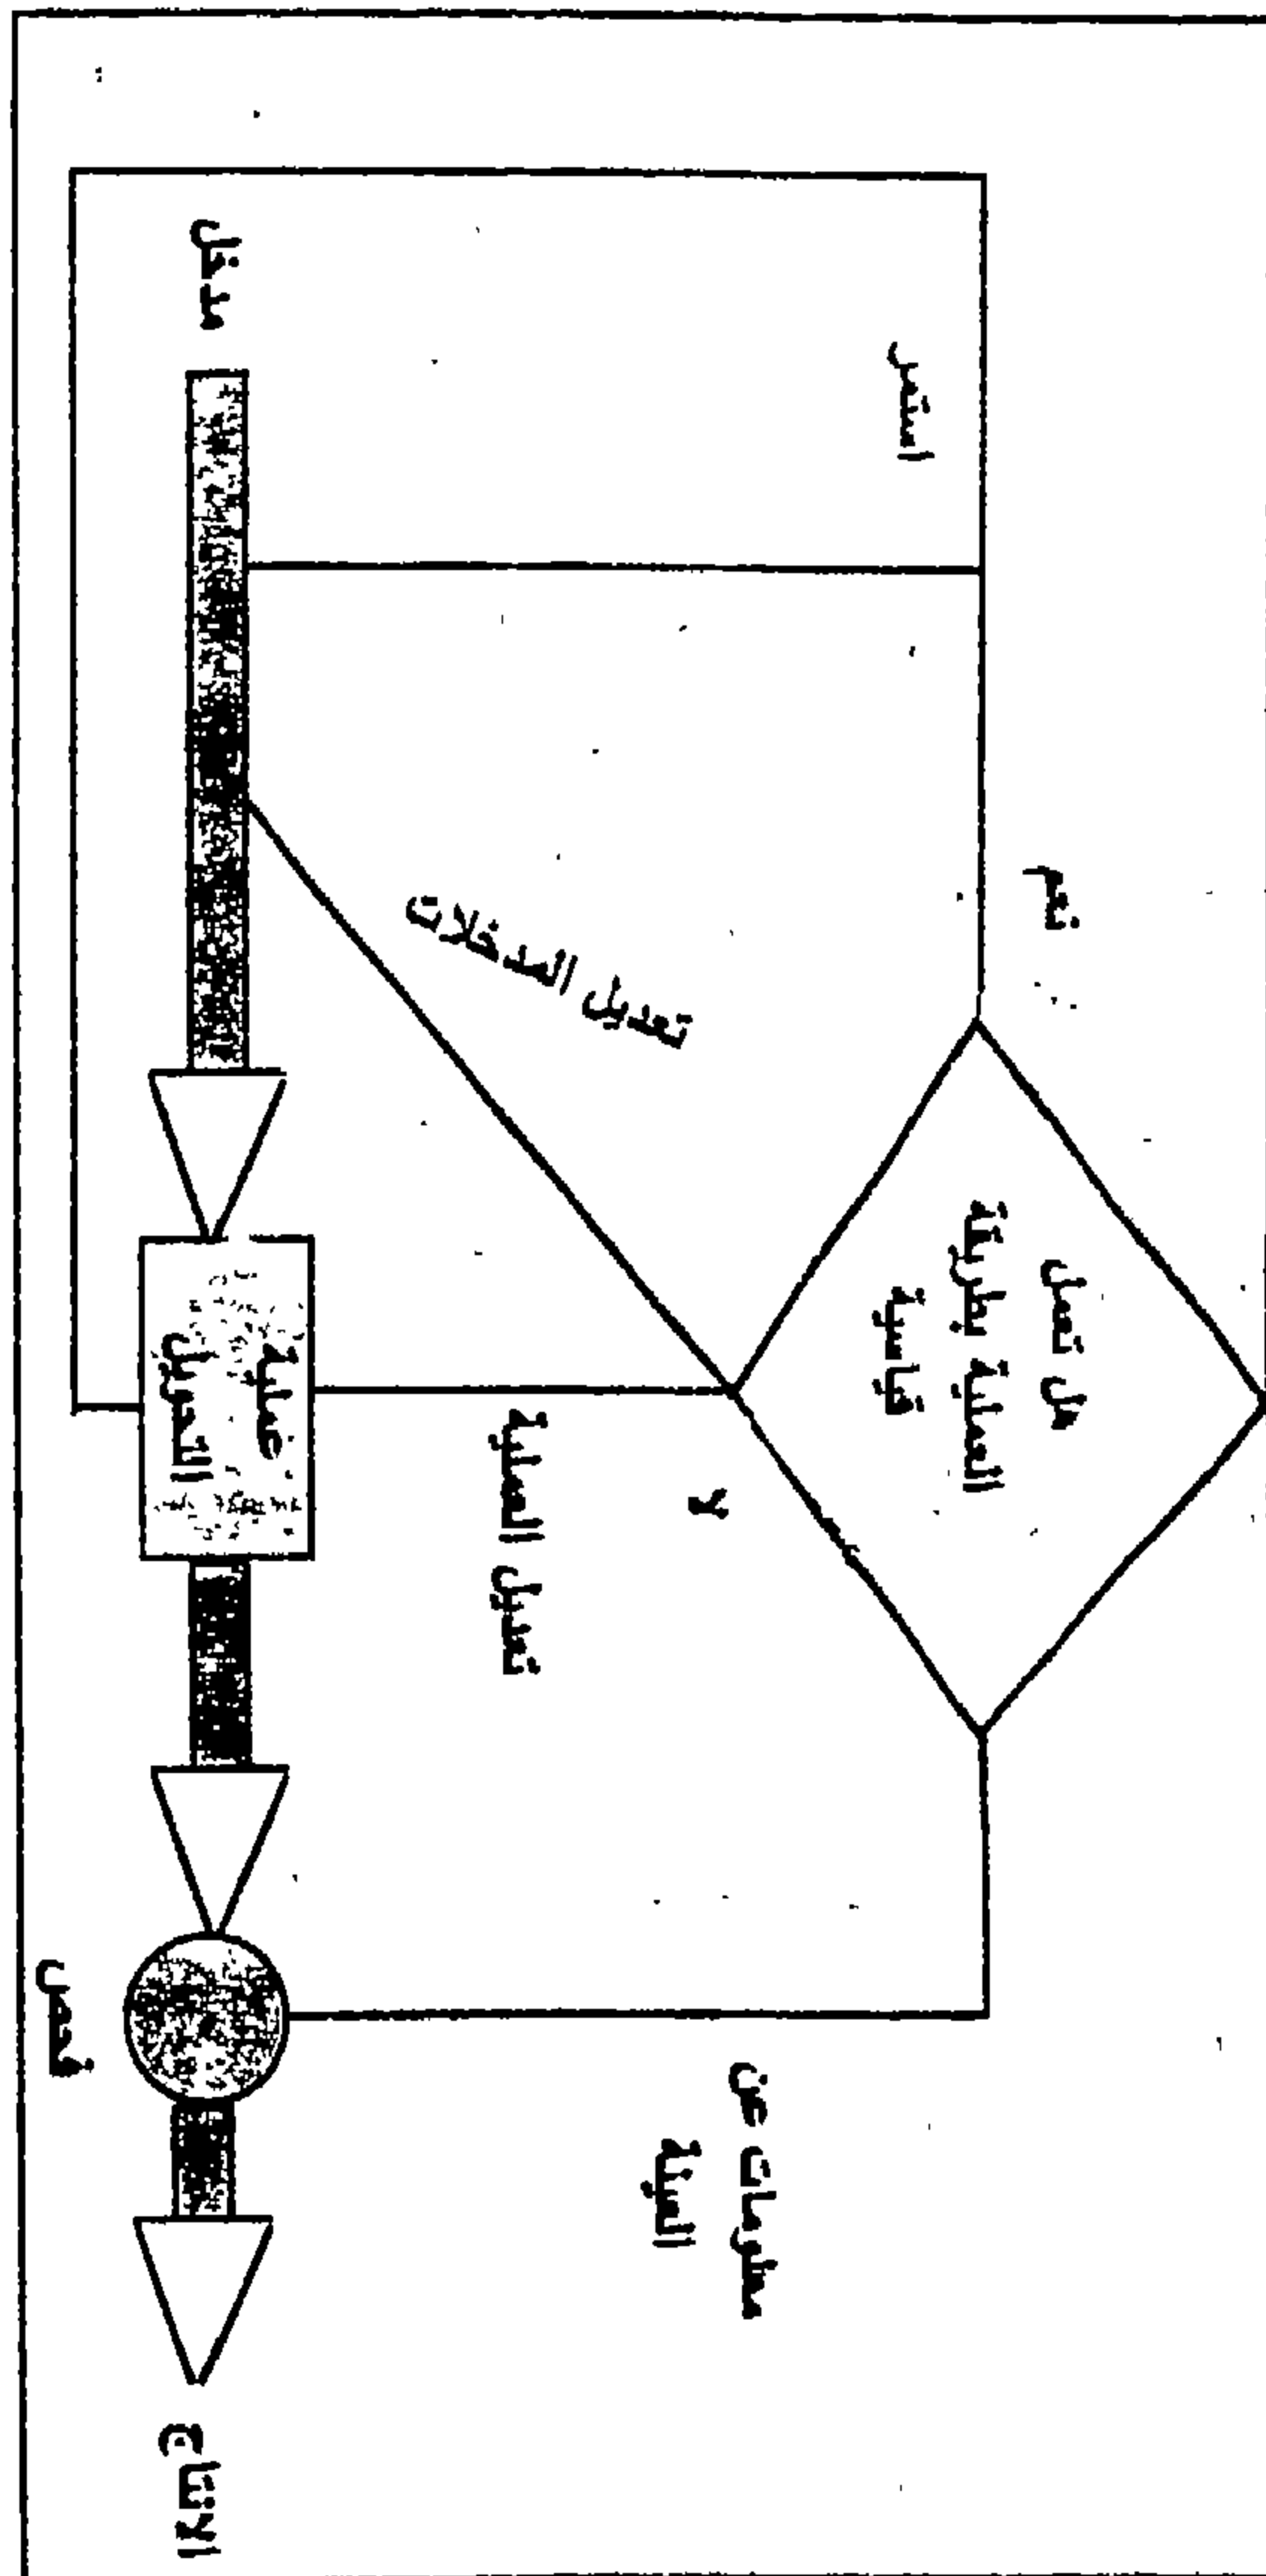 هل تعمل
العملية بطريقة
قياسية
نعم
استمر
لا
تعديل المدخلات
تعديل العملية
معلومات عن
العينة
مدخل
عملية
التحويل
فحص
الانتاج